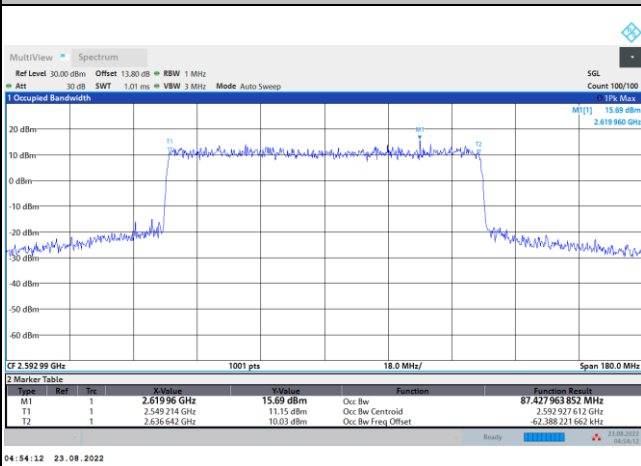 MultiView Spectrum
Ref Level 30.00 dBm Offset 13.80 dB RBW 1 MHz SGL
Att 30 dB SWT 1.01 ms VBW 3 MHz Mode Auto Sweep Count 100/100
1 Occupied Bandwidth 1Pk Max
M1[1] 15.69 dBm
2.619 960 GHz
20 dBm
T1 M1 T2
10 dBm
0 dBm
-10 dBm
-20 dBm
-30 dBm
-40 dBm
-50 dBm
-60 dBm
CF 2.592 99 GHz 1001 pts 18.0 MHz/ Span 180.0 MHz
2 Marker Table
Type Ref Trc X-Value Y-Value Function Function Result
M1 1 2.619 96 GHz 15.69 dBm Occ Bw 87.427 963 852 MHz
T1 1 2.549 214 GHz 11.15 dBm Occ Bw Centroid 2.592 927 612 GHz
T2 1 2.636 642 GHz 10.03 dBm Occ Bw Freq Offset -62.388 221 662 kHz
Ready 23.08.2022
04:54:12
04:54:12 23.08.2022